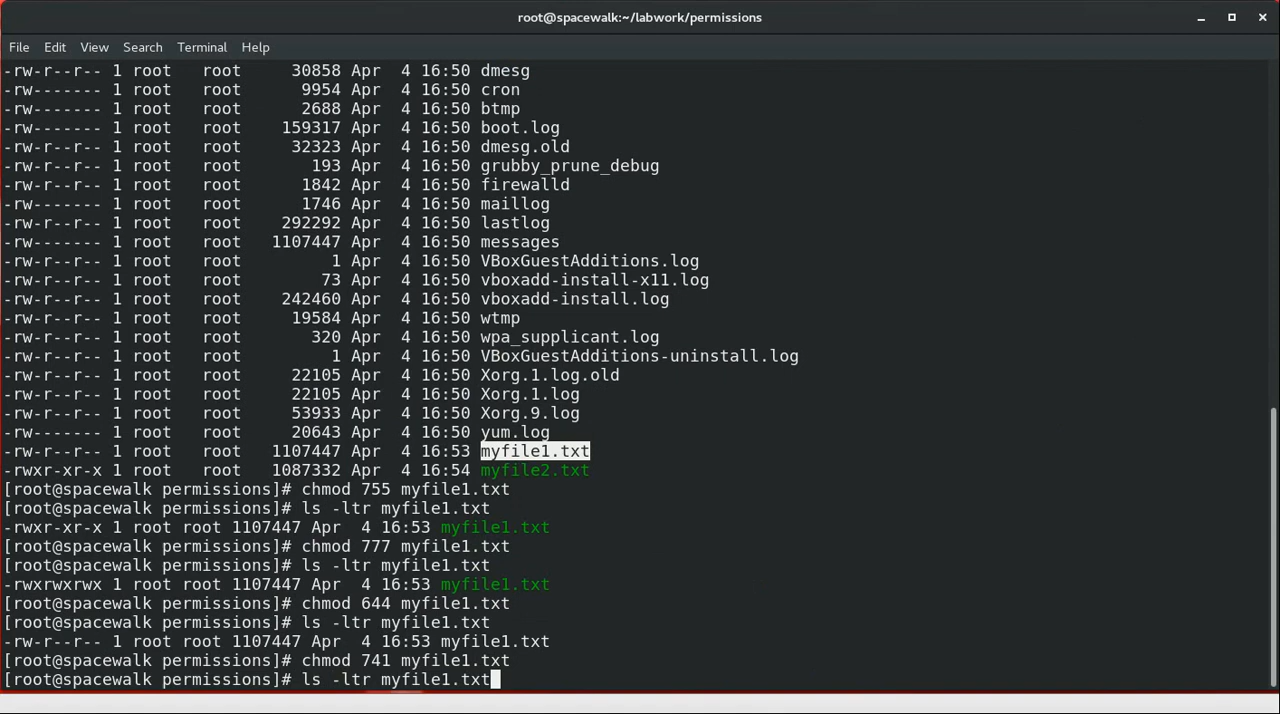 root@spacewalk:~/labwork/permissions
File Edit View Search Terminal Help
-rw-r--r-- 1 root   root     30858 Apr  4 16:50 dmesg
-rw------- 1 root   root      9954 Apr  4 16:50 cron
-rw------- 1 root   root      2688 Apr  4 16:50 btmp
-rw------- 1 root   root    159317 Apr  4 16:50 boot.log
-rw-r--r-- 1 root   root     32323 Apr  4 16:50 dmesg.old
-rw-r--r-- 1 root   root       193 Apr  4 16:50 grubby_prune_debug
-rw-r--r-- 1 root   root      1842 Apr  4 16:50 firewalld
-rw------- 1 root   root      1746 Apr  4 16:50 maillog
-rw-r--r-- 1 root   root    292292 Apr  4 16:50 lastlog
-rw------- 1 root   root   1107447 Apr  4 16:50 messages
-rw-r--r-- 1 root   root         1 Apr  4 16:50 VBoxGuestAdditions.log
-rw-r--r-- 1 root   root        73 Apr  4 16:50 vboxadd-install-x11.log
-rw-r--r-- 1 root   root    242460 Apr  4 16:50 vboxadd-install.log
-rw-r--r-- 1 root   root     19584 Apr  4 16:50 wtmp
-rw-r--r-- 1 root   root       320 Apr  4 16:50 wpa_supplicant.log
-rw-r--r-- 1 root   root         1 Apr  4 16:50 VBoxGuestAdditions-uninstall.log
-rw-r--r-- 1 root   root     22105 Apr  4 16:50 Xorg.1.log.old
-rw-r--r-- 1 root   root     22105 Apr  4 16:50 Xorg.1.log
-rw-r--r-- 1 root   root     53933 Apr  4 16:50 Xorg.9.log
-rw------- 1 root   root     20643 Apr  4 16:50 yum.log
-rw-r--r-- 1 root   root   1107447 Apr  4 16:53 myfile1.txt
-rwxr-xr-x 1 root   root   1087332 Apr  4 16:54 myfile2.txt
[root@spacewalk permissions]# chmod 755 myfile1.txt
[root@spacewalk permissions]# ls -ltr myfile1.txt
-rwxr-xr-x 1 root root 1107447 Apr  4 16:53 myfile1.txt
[root@spacewalk permissions]# chmod 777 myfile1.txt
[root@spacewalk permissions]# ls -ltr myfile1.txt
-rwxrwxrwx 1 root root 1107447 Apr  4 16:53 myfile1.txt
[root@spacewalk permissions]# chmod 644 myfile1.txt
[root@spacewalk permissions]# ls -ltr myfile1.txt
-rw-r--r-- 1 root root 1107447 Apr  4 16:53 myfile1.txt
[root@spacewalk permissions]# chmod 741 myfile1.txt
[root@spacewalk permissions]# ls -ltr myfile1.txt